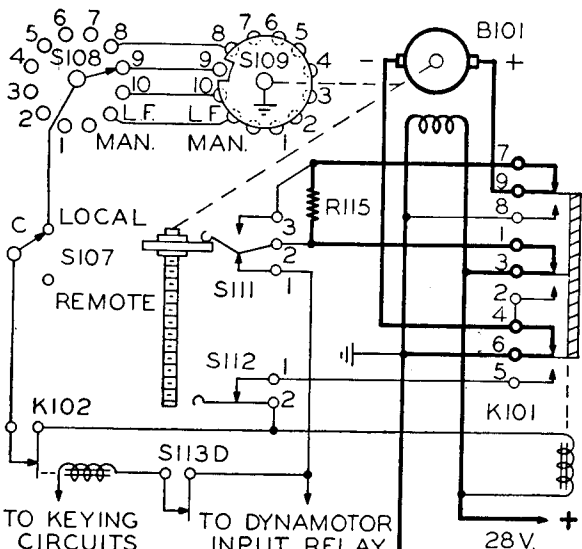 7 6
6 7 8 8 5 B101
5 S108 9 9 S109 4 - +
4
3 10 10 3
2 L.F. L.F. 2
1 MAN. MAN. 1
7
9
R115 8
C LOCAL 3 1
S107 2 3
REMOTE S111 1 2
4
S112 1 6
5
K102 2 K101
S113D
TO KEYING TO DYNAMOTOR +
CIRCUITS INPUT RELAY 28V.